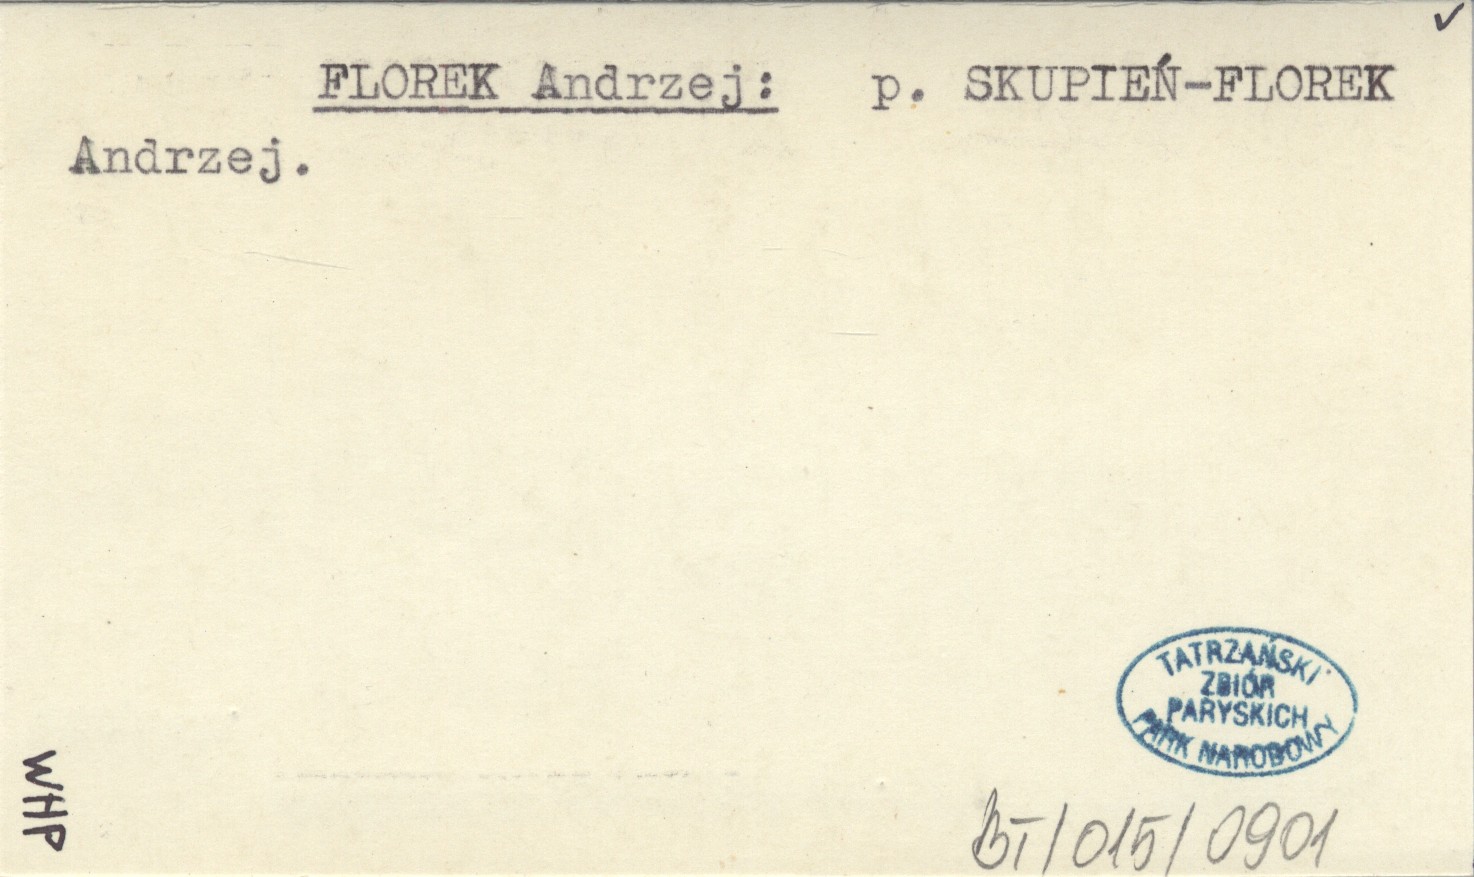 ✓
FLOREK Andrzej: p. SKUPIEŃ-FLOREK
Andrzej.
TATRZAŃSKI
ZBIÓR
PARYSKICH
PARK NARODOWY
WHP
BT/015/0901